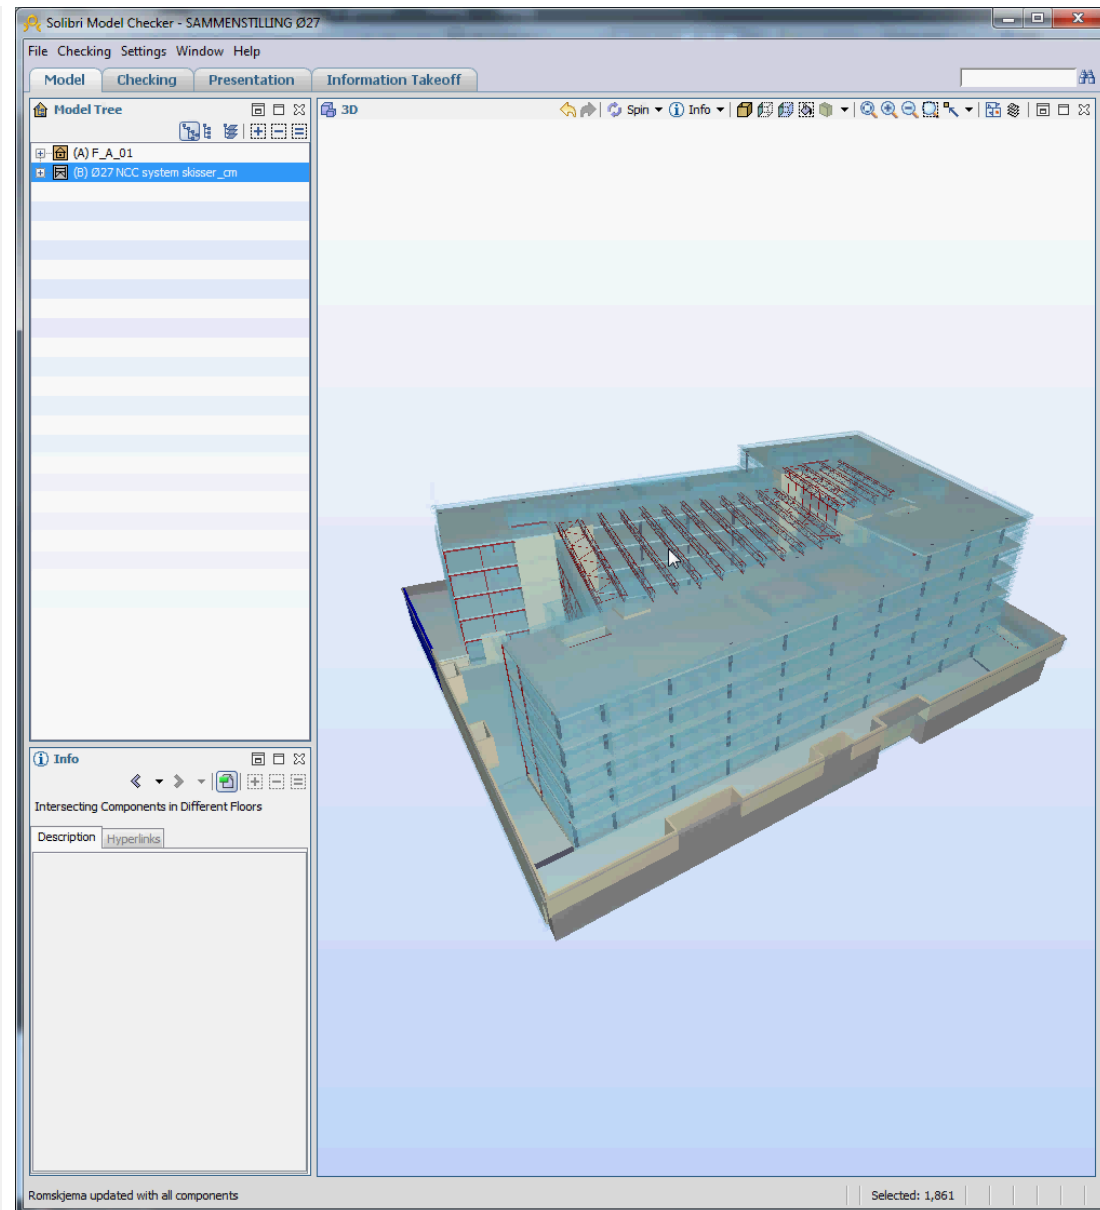 Solibri Model Checker - SAMMENSTILLING Ø27
File Checking Settings Window Help
Model Checking Presentation Information Takeoff
Model Tree
3D
Spin
Info
(A) F_A_01
(B) Ø27 NCC system skisser_cm
Info
Intersecting Components in Different Floors
Description Hyperlinks
Romskjema updated with all components
Selected: 1,861